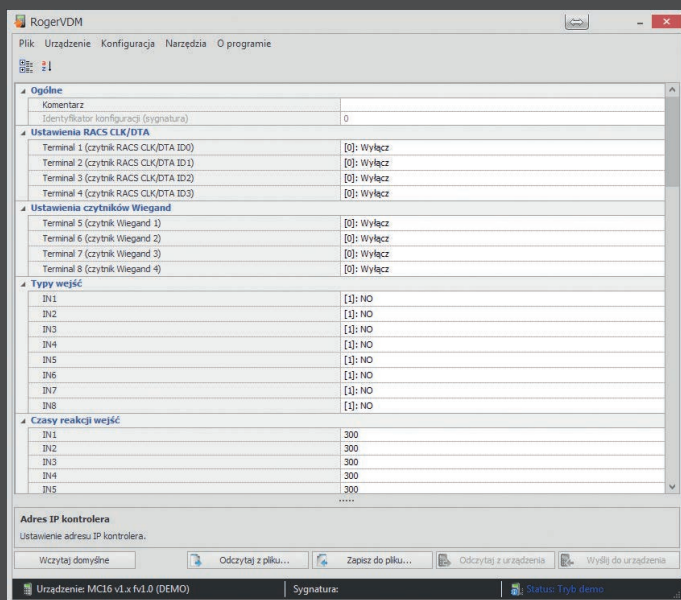 RogerVDM
Plik Urządzenie Konfiguracja Narzędzia O programie
Ogólne
Komentarz
Identyfikator konfiguracji (sygnatura) 0
Ustawienia RACS CLK/DTA
Terminal 1 (czytnik RACS CLK/DTA ID0) [0]: Wyłącz
Terminal 2 (czytnik RACS CLK/DTA ID1) [0]: Wyłącz
Terminal 3 (czytnik RACS CLK/DTA ID2) [0]: Wyłącz
Terminal 4 (czytnik RACS CLK/DTA ID3) [0]: Wyłącz
Ustawienia czytników Wiegand
Terminal 5 (czytnik Wiegand 1) [0]: Wyłącz
Terminal 6 (czytnik Wiegand 2) [0]: Wyłącz
Terminal 7 (czytnik Wiegand 3) [0]: Wyłącz
Terminal 8 (czytnik Wiegand 4) [0]: Wyłącz
Typy wejść
IN1 [1]: NO
IN2 [1]: NO
IN3 [1]: NO
IN4 [1]: NO
IN5 [1]: NO
IN6 [1]: NO
IN7 [1]: NO
IN8 [1]: NO
Czasy reakcji wejść
IN1 300
IN2 300
IN3 300
IN4 300
IN5 300
Adres IP kontrolera
Ustawienie adresu IP kontrolera.
Wczytaj domyślne Odczytaj z pliku... Zapisz do pliku... Odczytaj z urządzenia Wyślij do urządzenia
Urządzenie: MC16 v1.x fv1.0 (DEMO) Sygnatura: Status: Tryb demo